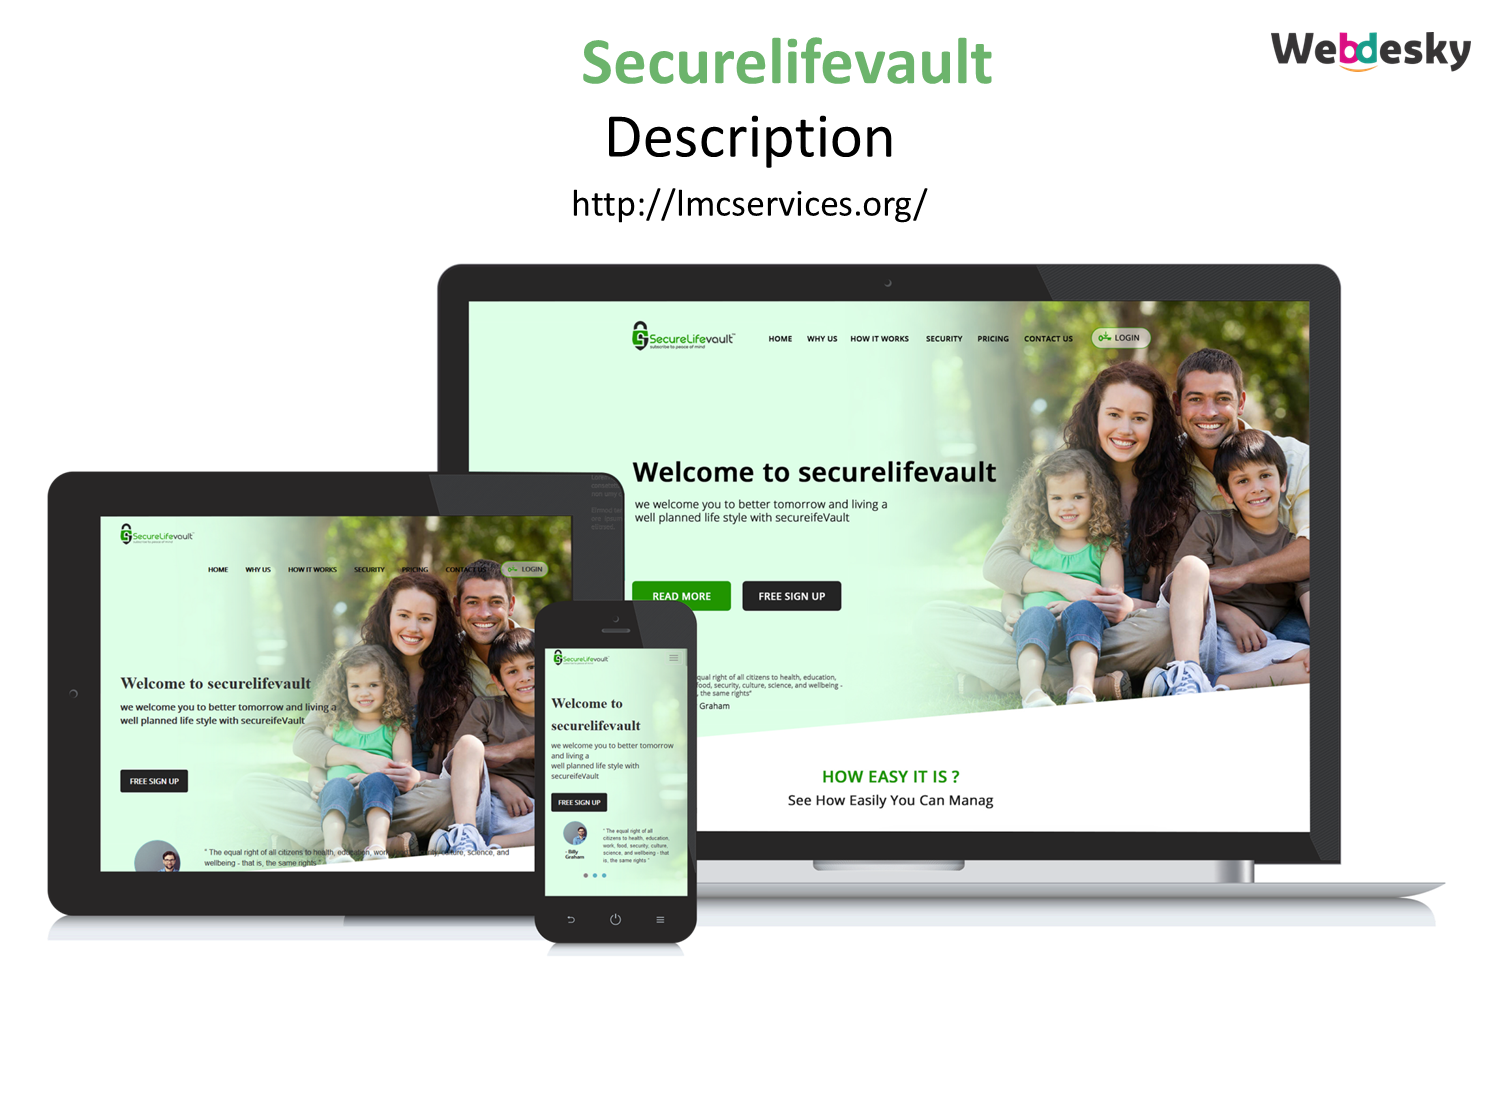 Securelifevault
Webdesky
Description
http://lmcservices.org/
SecureLifevault™
subscribe to peace of mind
HOME WHY US HOW IT WORKS SECURITY PRICING CONTACT US LOGIN
Welcome to securelifevault
we welcome you to better tomorrow and living a
well planned life style with secureifeVault
READ MORE FREE SIGN UP
qual right of all citizens to health, education,
food, security, culture, science, and wellbeing -
, the same rights"
Graham
HOW EASY IT IS ?
See How Easily You Can Manag
SecureLifevault
HOME WHY US HOW IT WORKS SECURITY PRICING CONTACT US LOGIN
Welcome to securelifevault
we welcome you to better tomorrow and living a
well planned life style with secureifeVault
FREE SIGN UP
" The equal right of all citizens to health, education, work, security, culture, science, and
wellbeing - that is, the same rights "
SecureLifevault
Welcome to
securelifevault
we welcome you to better tomorrow
and living a
well planned life style with
secureifeVault
FREE SIGN UP
- Billy
Graham
" The equal right of all
citizens to health, education,
work, food, security, culture,
science, and wellbeing - that
is, the same rights "